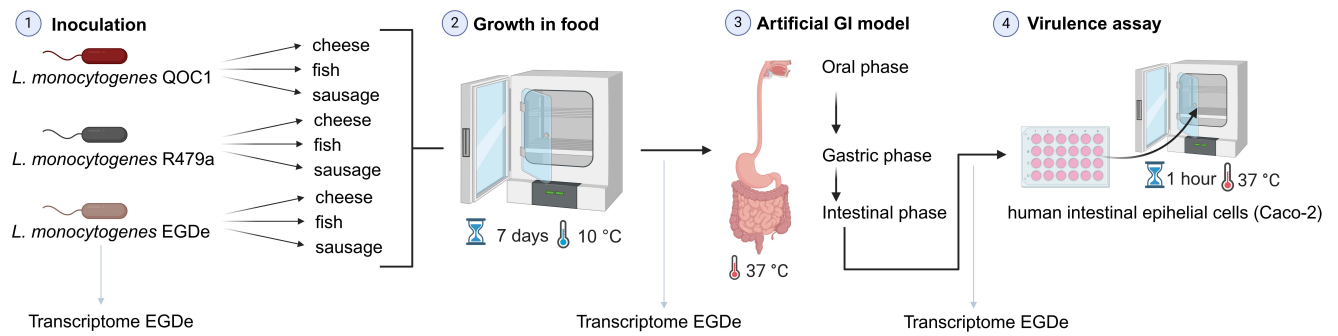 1 Inoculation
L. monocytogenes QOC1
cheese
fish
sausage
L. monocytogenes R479a
cheese
fish
sausage
L. monocytogenes EGDe
cheese
fish
sausage
Transcriptome EGDe
2 Growth in food
7 days 10 °C
Transcriptome EGDe
3 Artificial GI model
Oral phase
Gastric phase
Intestinal phase
37 °C
Transcriptome EGDe
4 Virulence assay
1 hour 37 °C
human intestinal epihelial cells (Caco-2)